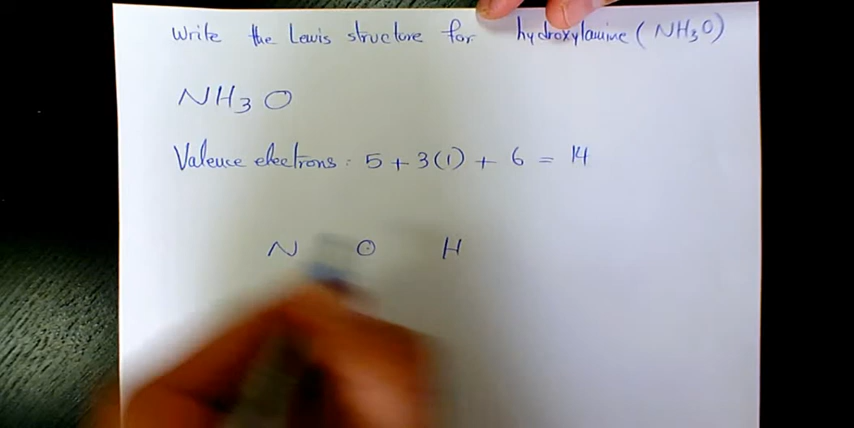 Write the Lewis structure for hydroxylamine (NH3O)
NH3O
Valence electrons: 5 + 3(1) + 6 = 14
N O H